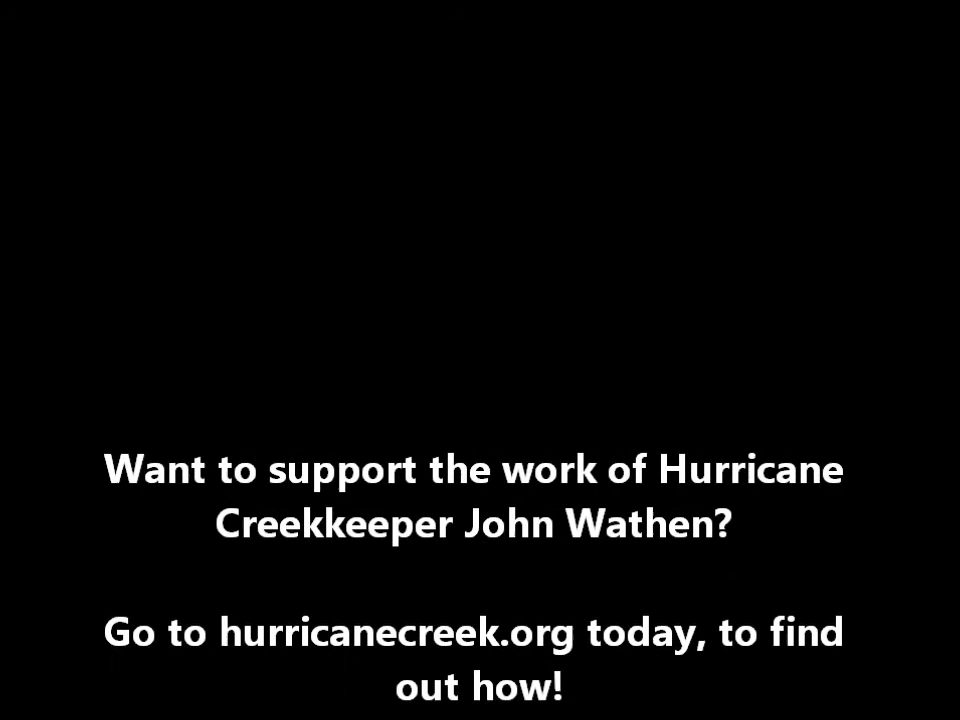 Want to support the work of Hurricane
Creekkeeper John Wathen?
Go to hurricanecreek.org today, to find
out how!